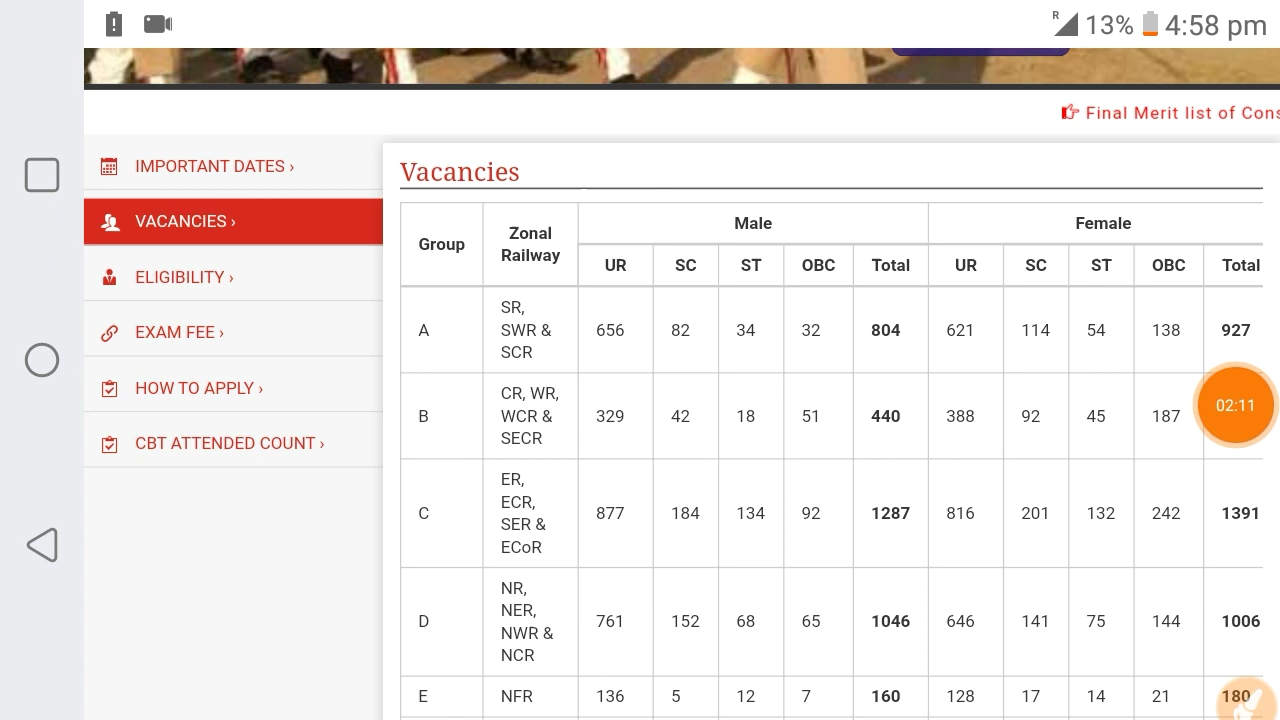 R 13% 4:58 pm
Final Merit list of Cons
IMPORTANT DATES ›
VACANCIES ›
ELIGIBILITY ›
EXAM FEE ›
HOW TO APPLY ›
CBT ATTENDED COUNT ›
Vacancies
Group Zonal Railway Male Female
UR SC ST OBC Total UR SC ST OBC Total
A SR, SWR & SCR 656 82 34 32 804 621 114 54 138 927
B CR, WR, WCR & SECR 329 42 18 51 440 388 92 45 187
02:11
C ER, ECR, SER & ECoR 877 184 134 92 1287 816 201 132 242 1391
D NR, NER, NWR & NCR 761 152 68 65 1046 646 141 75 144 1006
E NFR 136 5 12 7 160 128 17 14 21 180